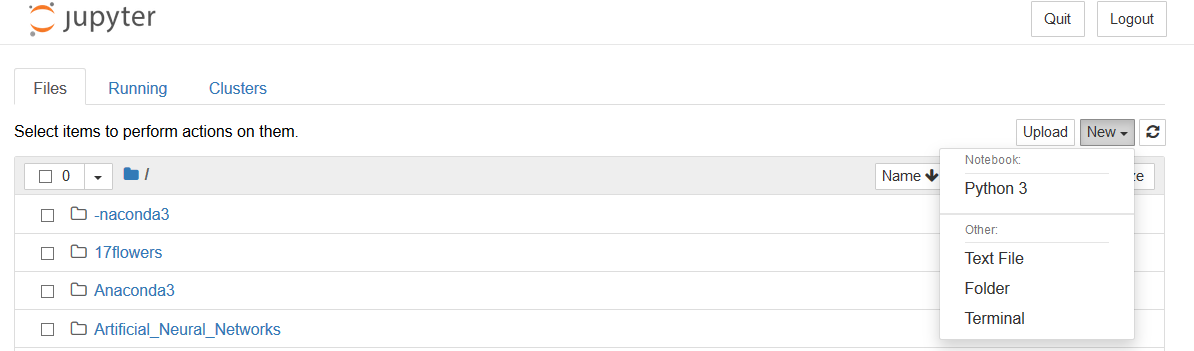 jupyter
Quit Logout
Files Running Clusters
Select items to perform actions on them.
Upload New
0 / Name
Notebook:
Python 3
Other:
Text File
Folder
Terminal
-naconda3
17flowers
Anaconda3
Artificial_Neural_Networks